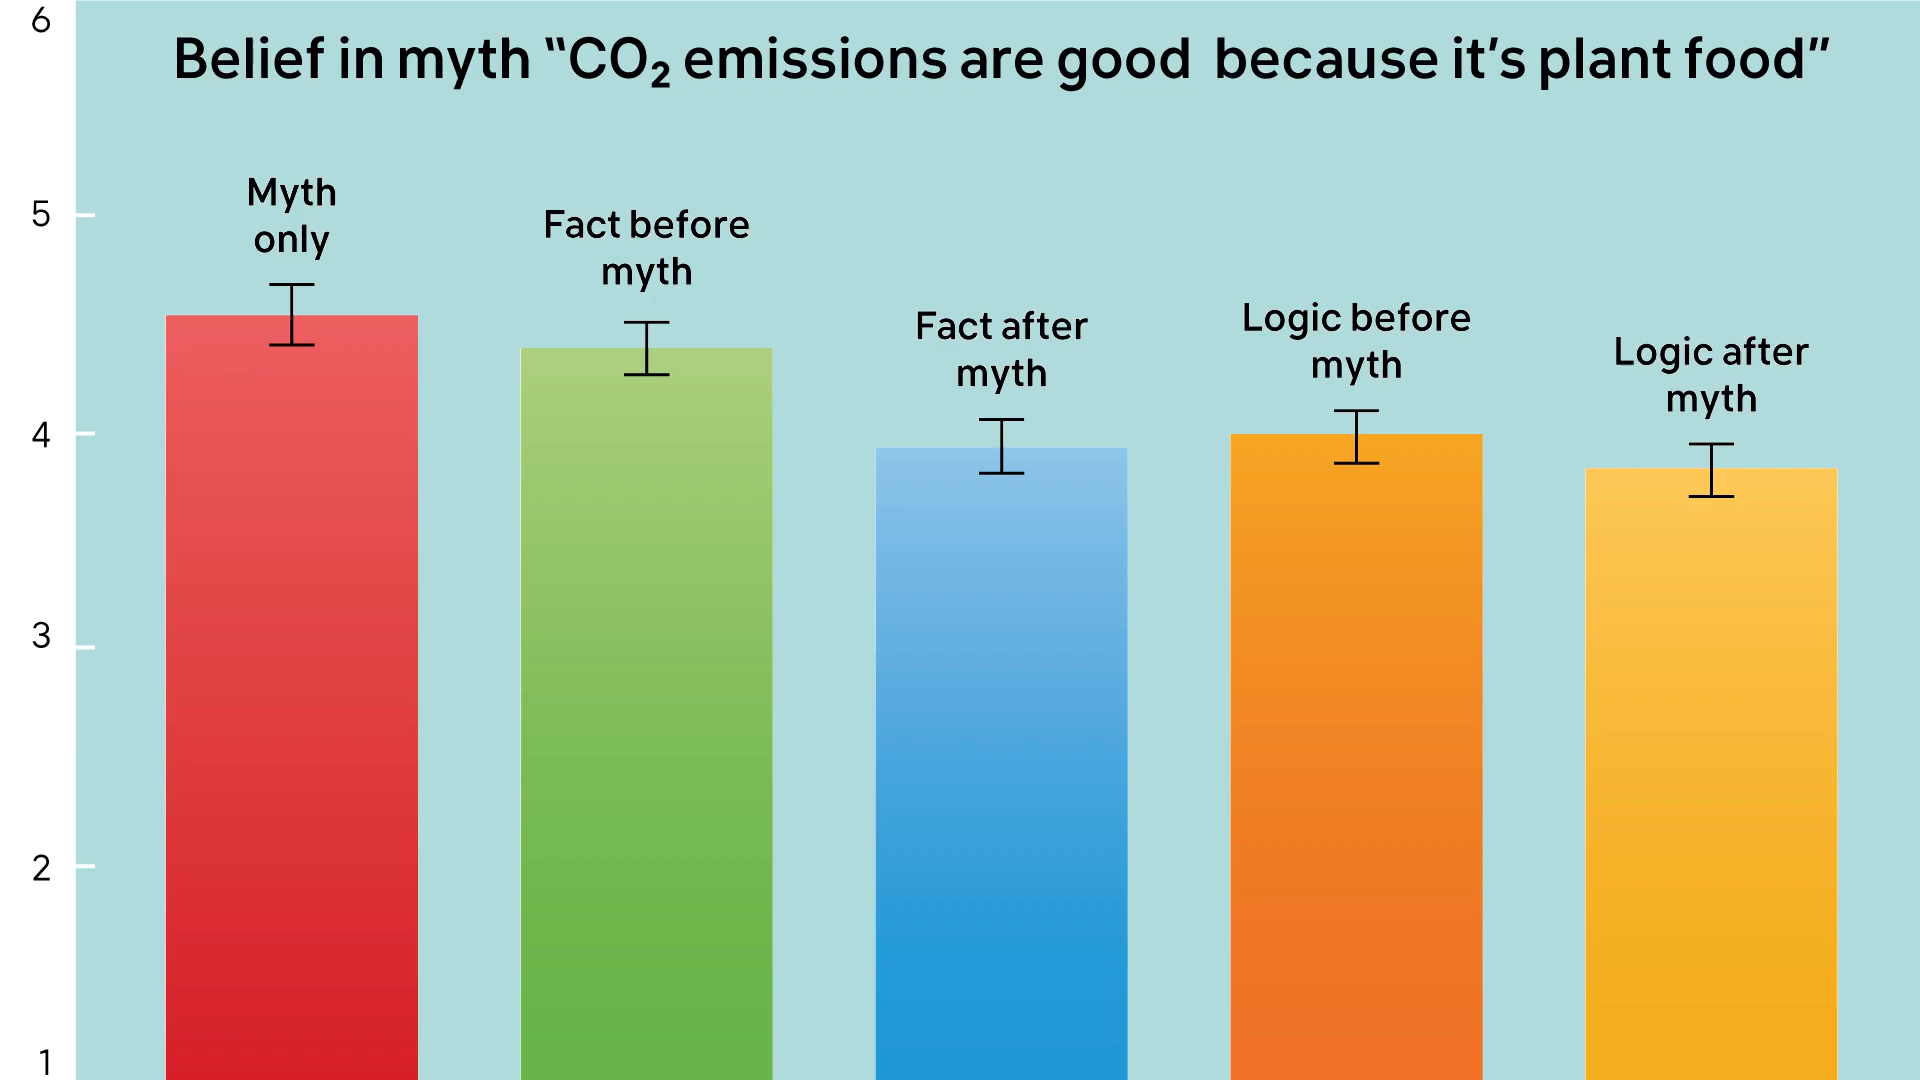 6
Belief in myth “CO₂ emissions are good because it’s plant food”
5
Myth
only
Fact before
myth
Fact after
myth
Logic before
myth
Logic after
myth
4
3
2
1